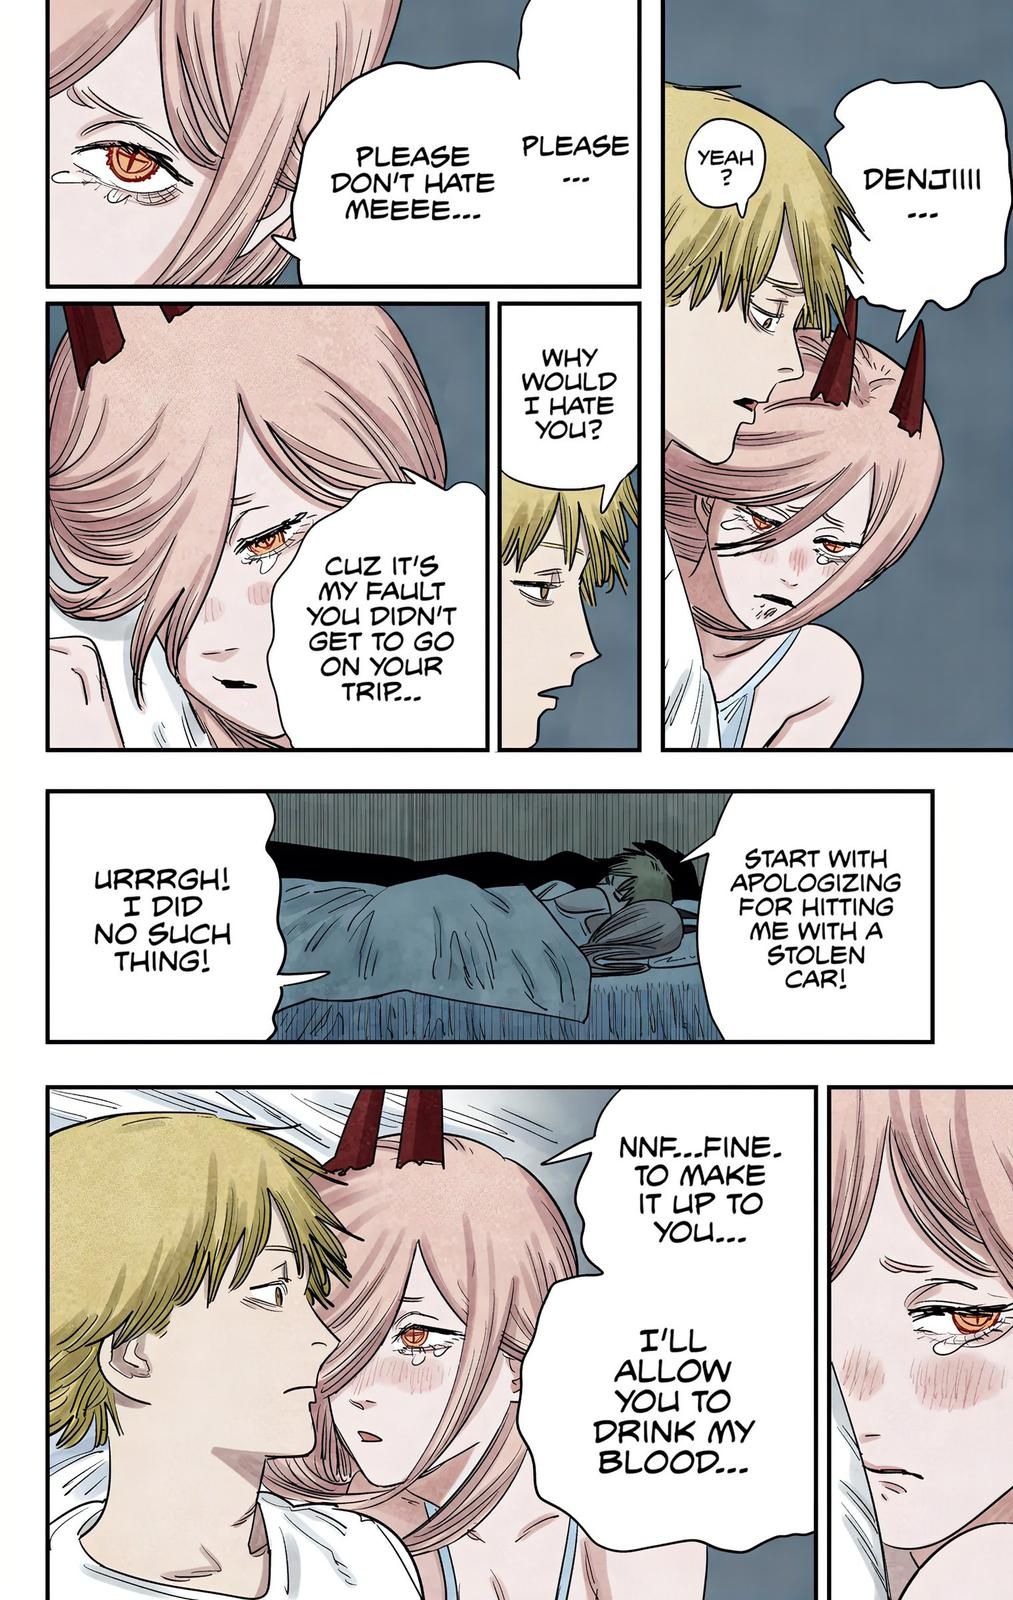 DENJIIII
...
YEAH
?
PLEASE
...
PLEASE
DON'T HATE
MEEEE...
WHY
WOULD
I HATE
YOU?
CUZ IT'S
MY FAULT
YOU DIDN'T
GET TO GO
ON YOUR
TRIP...
START WITH
APOLOGIZING
FOR HITTING
ME WITH A
STOLEN
CAR!
URRRGH!
I DID
NO SUCH
THING!
NNF...FINE.
TO MAKE
IT UP TO
YOU...
I'LL
ALLOW
YOU TO
DRINK MY
BLOOD...